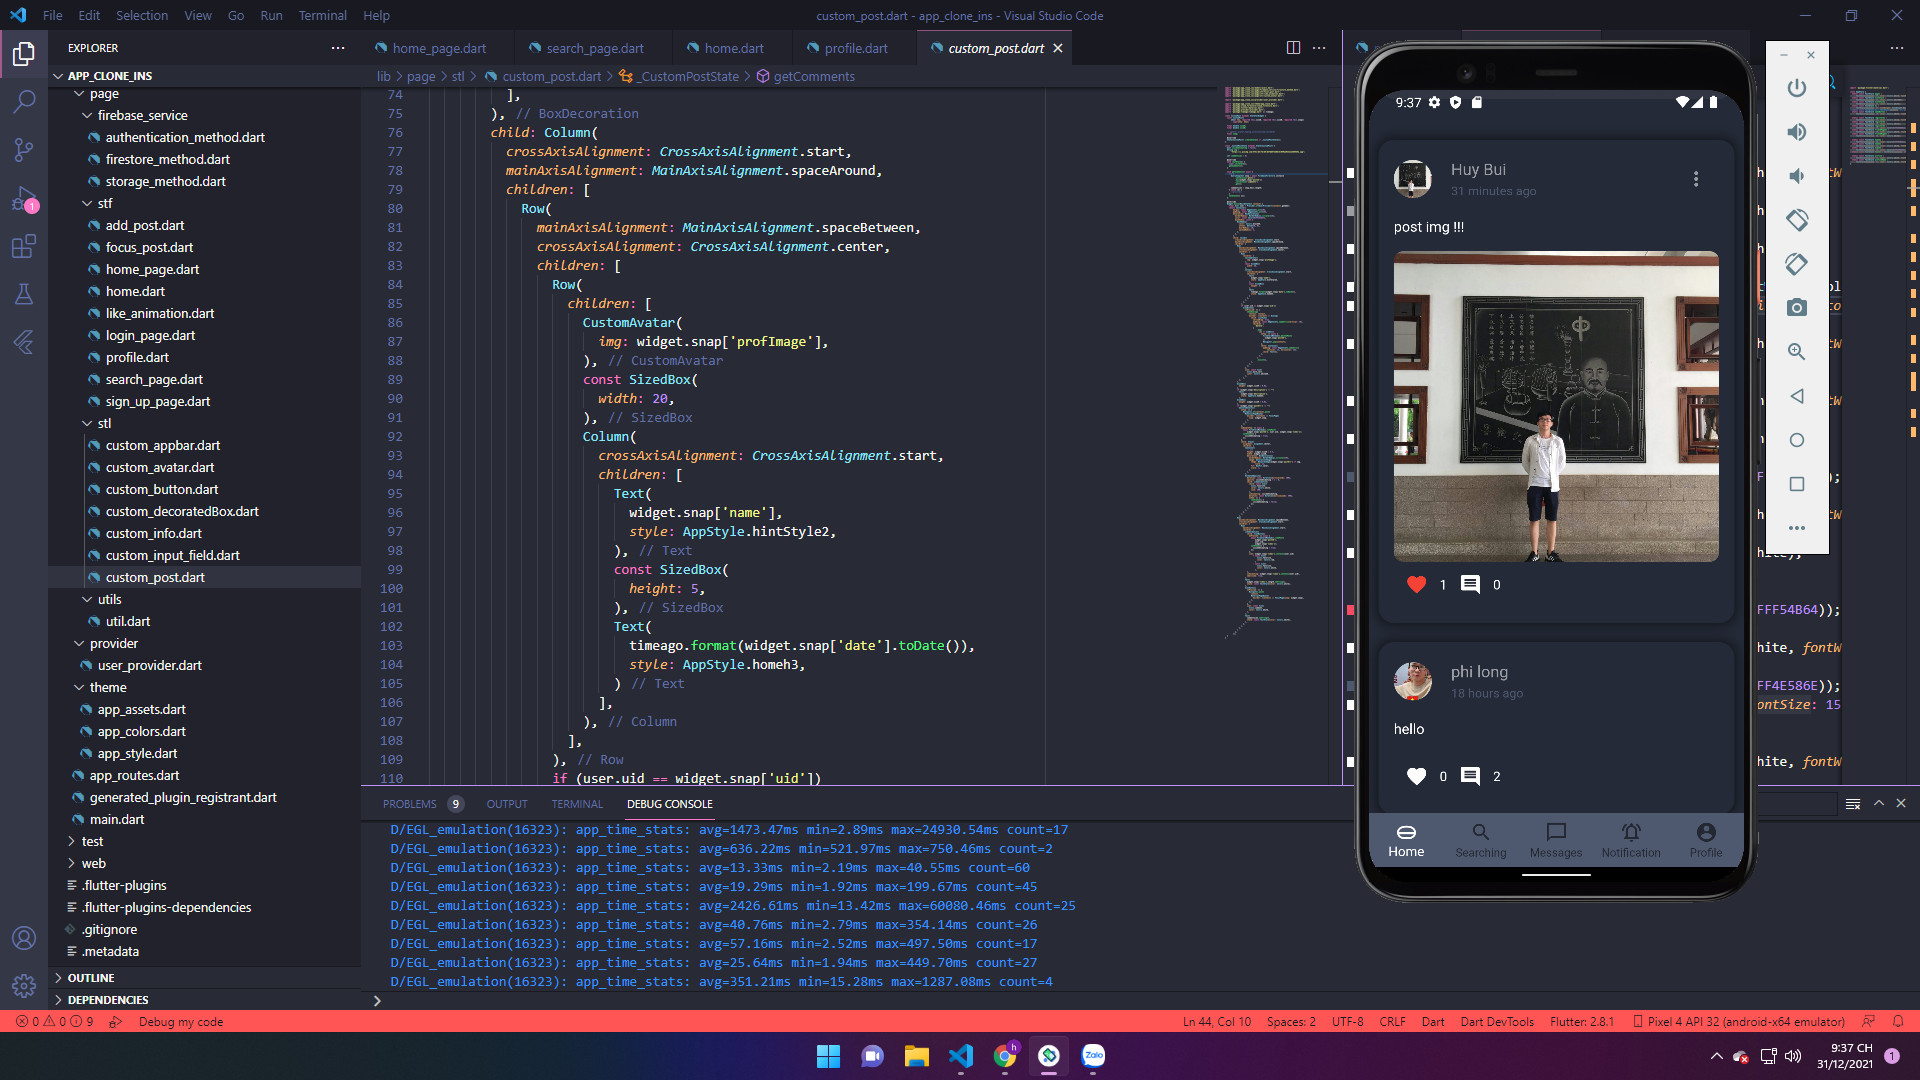 File Edit Selection View Go Run Terminal Help
custom_post.dart - app_clone_ins - Visual Studio Code
EXPLORER
APP_CLONE_INS
page
firebase_service
authentication_method.dart
firestore_method.dart
storage_method.dart
stf
add_post.dart
focus_post.dart
home_page.dart
home.dart
like_animation.dart
login_page.dart
profile.dart
search_page.dart
sign_up_page.dart
stl
custom_appbar.dart
custom_avatar.dart
custom_button.dart
custom_decoratedBox.dart
custom_info.dart
custom_input_field.dart
custom_post.dart
utils
util.dart
provider
user_provider.dart
theme
app_assets.dart
app_colors.dart
app_style.dart
app_routes.dart
generated_plugin_registrant.dart
main.dart
test
web
.flutter-plugins
.flutter-plugins-dependencies
.gitignore
.metadata
OUTLINE
DEPENDENCIES
home_page.dart search_page.dart home.dart profile.dart custom_post.dart
lib > page > stl > custom_post.dart > _CustomPostState > getComments
74 ],
75 ), // BoxDecoration
76 child: Column(
77 crossAxisAlignment: CrossAxisAlignment.start,
78 mainAxisAlignment: MainAxisAlignment.spaceAround,
79 children: [
80 Row(
81 mainAxisAlignment: MainAxisAlignment.spaceBetween,
82 crossAxisAlignment: CrossAxisAlignment.center,
83 children: [
84 Row(
85 children: [
86 CustomAvatar(
87 img: widget.snap['profImage'],
88 ), // CustomAvatar
89 const SizedBox(
90 width: 20,
91 ), // SizedBox
92 Column(
93 crossAxisAlignment: CrossAxisAlignment.start,
94 children: [
95 Text(
96 widget.snap['name'],
97 style: AppStyle.hintStyle2,
98 ), // Text
99 const SizedBox(
100 height: 5,
101 ), // SizedBox
102 Text(
103 timeago.format(widget.snap['date'].toDate()),
104 style: AppStyle.homeh3,
105 ) // Text
106 ],
107 ), // Column
108 ],
109 ), // Row
110 if (user.uid == widget.snap['uid'])
PROBLEMS 9 OUTPUT TERMINAL DEBUG CONSOLE
D/EGL_emulation(16323): app_time_stats: avg=1473.47ms min=2.89ms max=24930.54ms count=17
D/EGL_emulation(16323): app_time_stats: avg=636.22ms min=521.97ms max=750.46ms count=2
D/EGL_emulation(16323): app_time_stats: avg=13.33ms min=2.19ms max=40.55ms count=60
D/EGL_emulation(16323): app_time_stats: avg=19.29ms min=1.92ms max=199.67ms count=45
D/EGL_emulation(16323): app_time_stats: avg=2426.61ms min=13.42ms max=60080.46ms count=25
D/EGL_emulation(16323): app_time_stats: avg=40.76ms min=2.79ms max=354.14ms count=26
D/EGL_emulation(16323): app_time_stats: avg=57.16ms min=2.52ms max=497.50ms count=17
D/EGL_emulation(16323): app_time_stats: avg=25.64ms min=1.94ms max=449.70ms count=27
D/EGL_emulation(16323): app_time_stats: avg=351.21ms min=15.28ms max=1287.08ms count=4
9:37
Huy Bui
31 minutes ago
post img !!!
中
1 0
phi long
18 hours ago
hello
0 2
Home Searching Messages Notification Profile
FFF54B64));
hite, fontW
FF4E586E));
ontSize: 15
hite, fontW
0 0 9 Debug my code
Ln 44, Col 10 Spaces: 2 UTF-8 CRLF Dart Dart DevTools Flutter: 2.8.1 Pixel 4 API 32 (android-x64 emulator)
1
h
Zalo
9:37 CH
31/12/2021
1